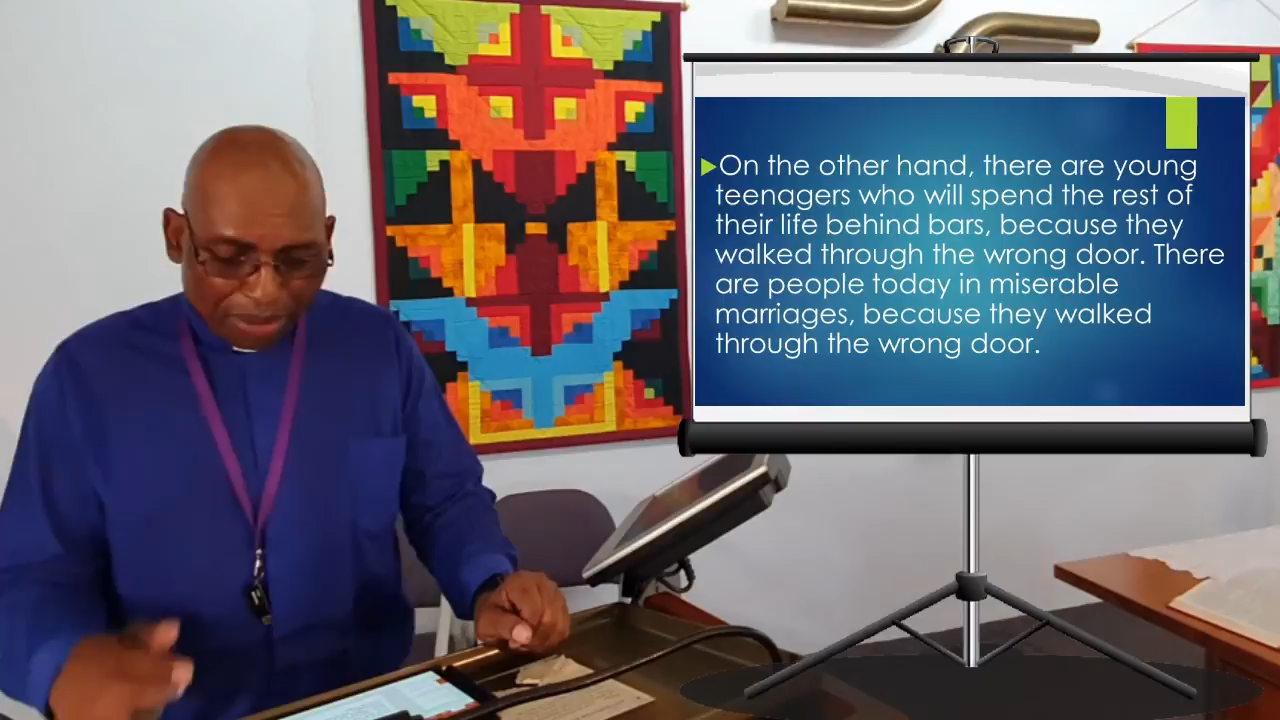 On the other hand, there are young
teenagers who will spend the rest of
their life behind bars, because they
walked through the wrong door. There
are people today in miserable
marriages, because they walked
through the wrong door.